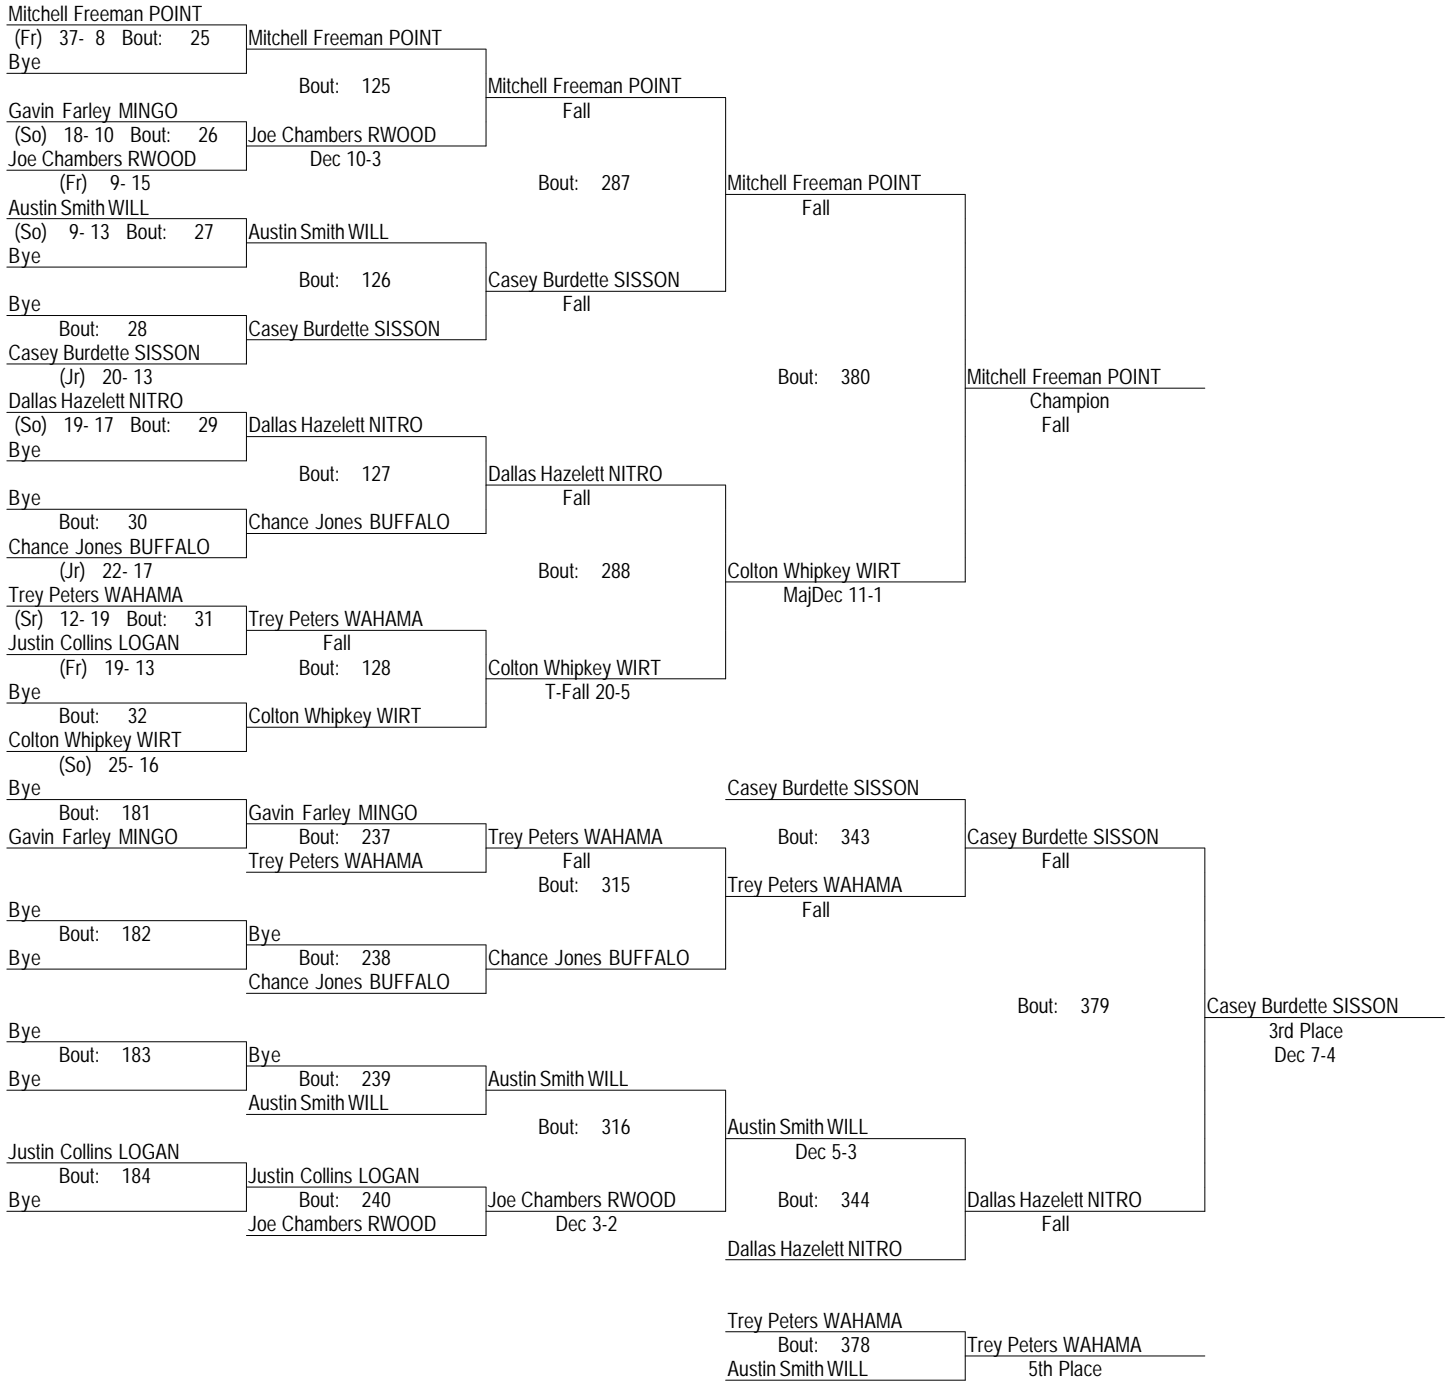 Mitchell Freeman POINT
(Fr) 37- 8 Bout: 25 Mitchell Freeman POINT
Bye
Bout: 125 Mitchell Freeman POINT
Gavin Farley MINGO Fall
(So) 18- 10 Bout: 26 Joe Chambers RWOOD
Joe Chambers RWOOD Dec 10-3
(Fr) 9- 15 Bout: 287 Mitchell Freeman POINT
Austin Smith WILL Fall
(So) 9- 13 Bout: 27 Austin Smith WILL
Bye
Bout: 126 Casey Burdette SISSON
Bye Fall
Bout: 28 Casey Burdette SISSON
Casey Burdette SISSON
(Jr) 20- 13 Bout: 380 Mitchell Freeman POINT
Dallas Hazelett NITRO Champion
(So) 19- 17 Bout: 29 Dallas Hazelett NITRO Fall
Bye
Bout: 127 Dallas Hazelett NITRO
Bye Fall
Bout: 30 Chance Jones BUFFALO
Chance Jones BUFFALO
(Jr) 22- 17 Bout: 288 Colton Whipkey WIRT
Trey Peters WAHAMA MajDec 11-1
(Sr) 12- 19 Bout: 31 Trey Peters WAHAMA
Justin Collins LOGAN Fall
(Fr) 19- 13 Bout: 128 Colton Whipkey WIRT
Bye T-Fall 20-5
Bout: 32 Colton Whipkey WIRT
Colton Whipkey WIRT
(So) 25- 16
Bye Casey Burdette SISSON
Bout: 181 Gavin Farley MINGO
Gavin Farley MINGO Bout: 237 Trey Peters WAHAMA Bout: 343 Casey Burdette SISSON
Trey Peters WAHAMA Fall Fall
Bout: 315 Trey Peters WAHAMA
Bye Fall
Bout: 182 Bye
Bye Bout: 238 Chance Jones BUFFALO
Chance Jones BUFFALO
Bout: 379 Casey Burdette SISSON
Bye 3rd Place
Bout: 183 Bye Dec 7-4
Bye Bout: 239 Austin Smith WILL
Austin Smith WILL
Bout: 316 Austin Smith WILL
Justin Collins LOGAN Dec 5-3
Bout: 184 Justin Collins LOGAN
Bye Bout: 240 Joe Chambers RWOOD Bout: 344 Dallas Hazelett NITRO
Joe Chambers RWOOD Dec 3-2 Fall
Dallas Hazelett NITRO
Trey Peters WAHAMA
Bout: 378 Trey Peters WAHAMA
Austin Smith WILL 5th Place